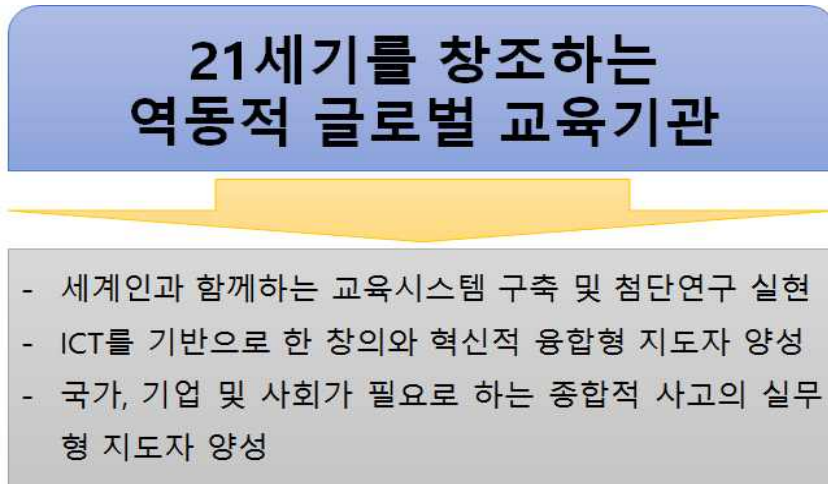 21세기를 창조하는
역동적 글로벌 교육기관
- 세계인과 함께하는 교육시스템 구축 및 첨단연구 실현
- ICT를 기반으로 한 창의와 혁신적 융합형 지도자 양성
- 국가, 기업 및 사회가 필요로 하는 종합적 사고의 실무
형 지도자 양성